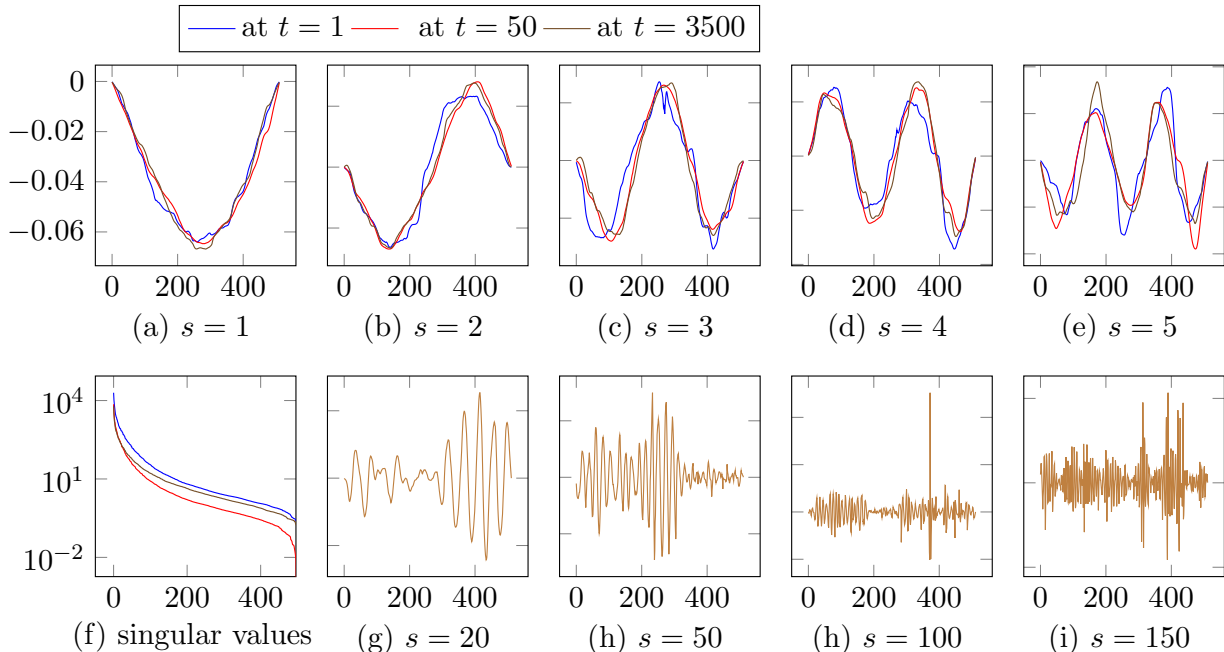 at t = 1 at t = 50 at t = 3500
0
−0.02
−0.04
−0.06
0 200 400
(a) s = 1
0 200 400
(b) s = 2
0 200 400
(c) s = 3
0 200 400
(d) s = 4
0 200 400
(e) s = 5
10^4
10^1
10^−2
0 200 400
(f) singular values
0 200 400
(g) s = 20
0 200 400
(h) s = 50
0 200 400
(h) s = 100
0 200 400
(i) s = 150